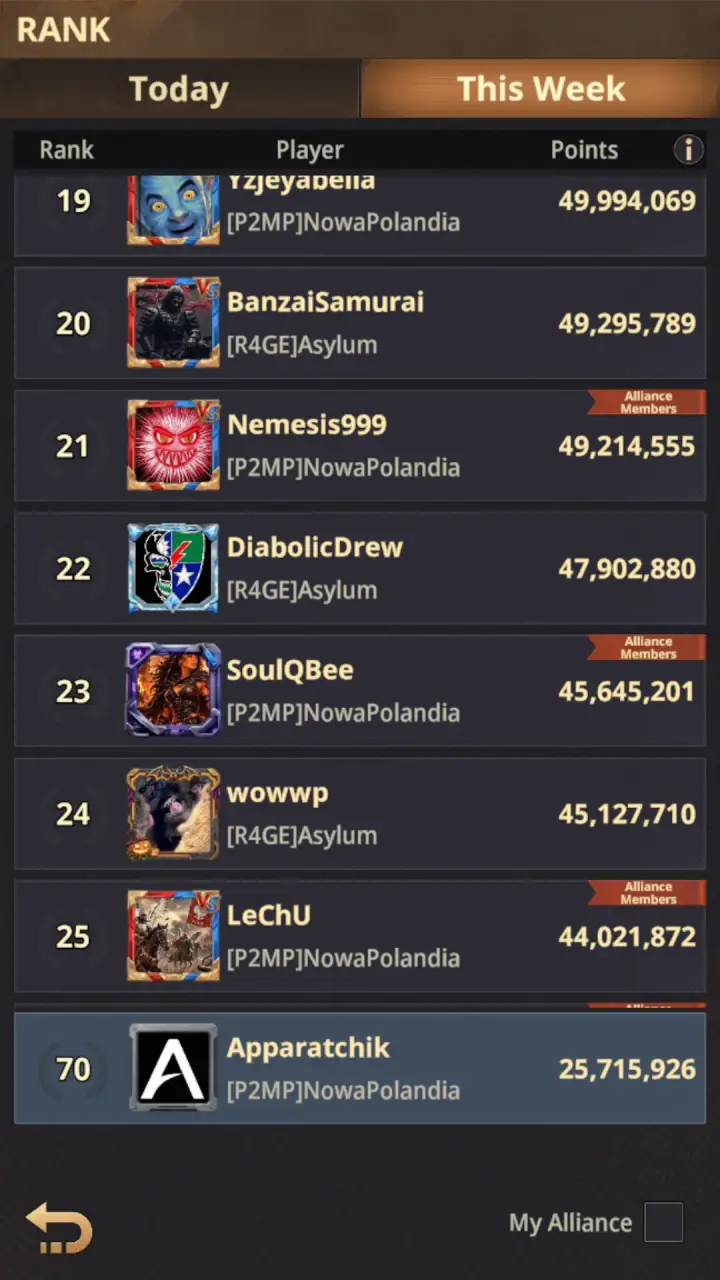 RANK
Today
This Week
Rank Player Points
19
Yzjeyabella
[P2MP]NowaPolandia
49,994,069
20
BanzaiSamurai
[R4GE]Asylum
49,295,789
Alliance
Members
21
Nemesis999
[P2MP]NowaPolandia
49,214,555
22
DiabolicDrew
[R4GE]Asylum
47,902,880
Alliance
Members
23
SoulQBee
[P2MP]NowaPolandia
45,645,201
24
wowwp
[R4GE]Asylum
45,127,710
Alliance
Members
25
LeChU
[P2MP]NowaPolandia
44,021,872
70
Apparatchik
[P2MP]NowaPolandia
25,715,926
My Alliance